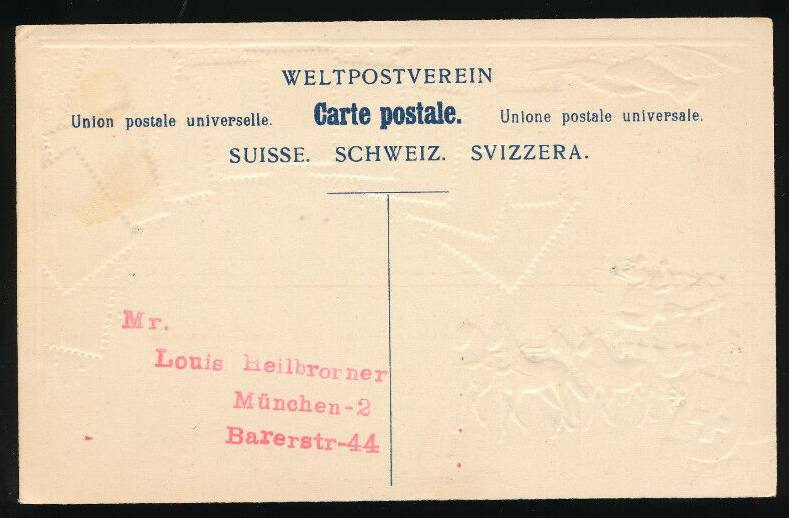 WELTPOSTVEREIN
Union postale universelle. Carte postale. Unione postale universale.
SUISSE. SCHWEIZ. SVIZZERA.
Mr.
Louis Heilbronner
München-2
Barerstr-44